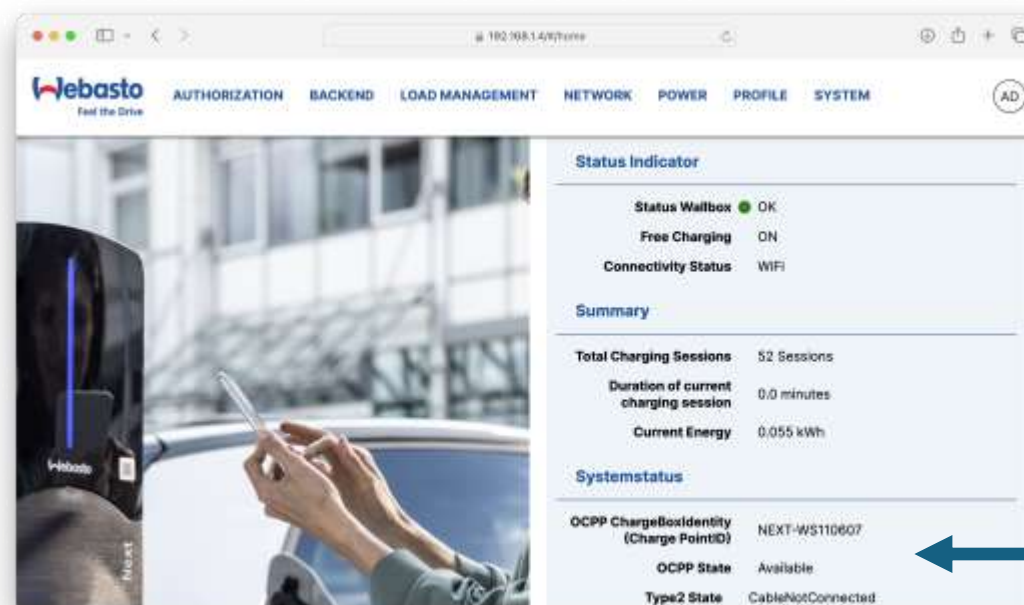 192.168.1.4/#/home
Webasto
Feel the Drive
AUTHORIZATION BACKEND LOAD MANAGEMENT NETWORK POWER PROFILE SYSTEM
AD
Status Indicator
Status Wallbox OK
Free Charging ON
Connectivity Status WIFI
Summary
Total Charging Sessions 52 Sessions
Duration of current
charging session 0.0 minutes
Current Energy 0.055 kWh
Systemstatus
OCPP ChargeBoxIdentity
(Charge PointID) NEXT-WS110607
OCPP State Available
Type2 State CableNotConnected
Webasto
Next